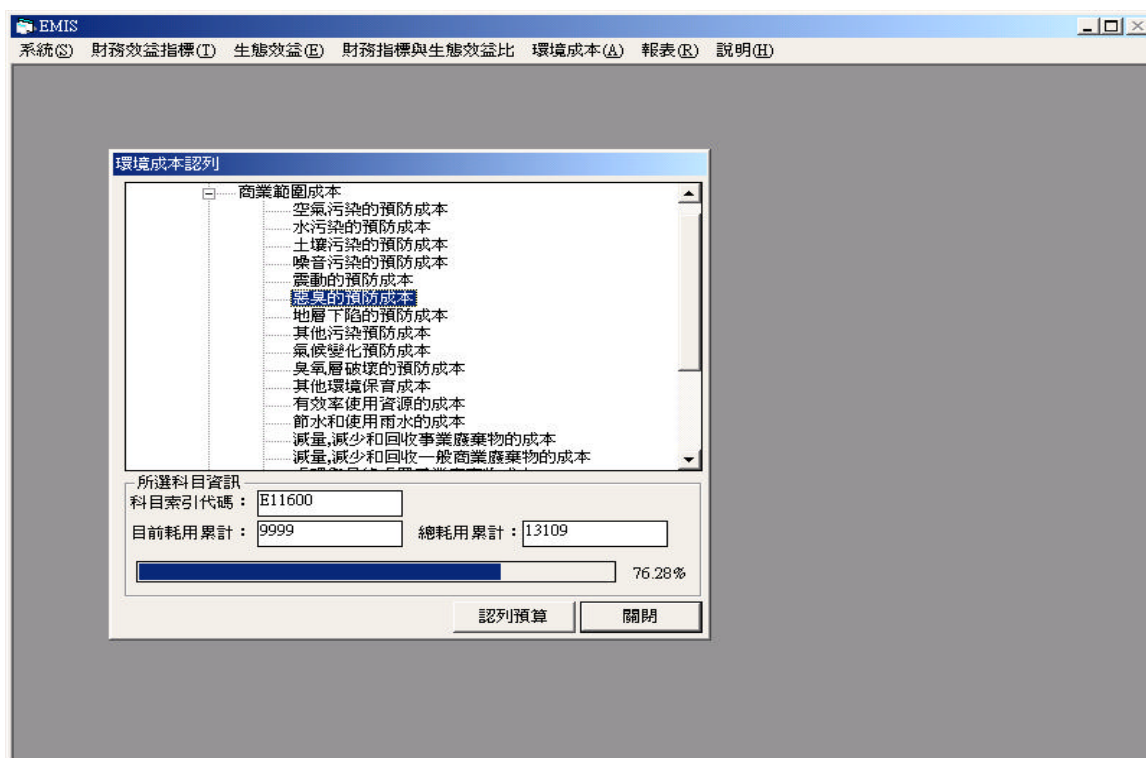 EMIS
系統(S) 財務效益指標(T) 生態效益(E) 財務指標與生態效益比 環境成本(A) 報表(R) 說明(H)
環境成本認列
商業範圍成本
空氣污染的預防成本
水污染的預防成本
土壤污染的預防成本
噪音污染的預防成本
震動的預防成本
惡臭的預防成本
地層下陷的預防成本
其他污染預防成本
氣候變化預防成本
臭氧層破壞的預防成本
其他環境保育成本
有效率使用資源的成本
節水和使用雨水的成本
減量,減少和回收事業廢棄物的成本
減量,減少和回收一般商業廢棄物的成本
所選科目資訊
科目索引代碼: E11600
目前耗用累計: 9999 總耗用累計: 13109
76.28%
認列預算 關閉